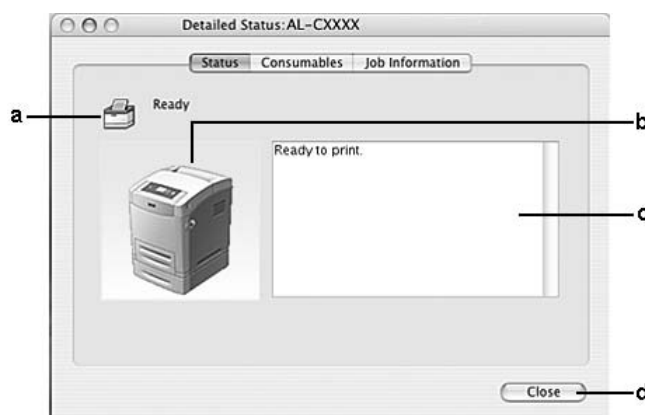 Detailed Status:AL-CXXXX
Status Consumables Job Information
a
Ready
b
Ready to print.
c
Close
d